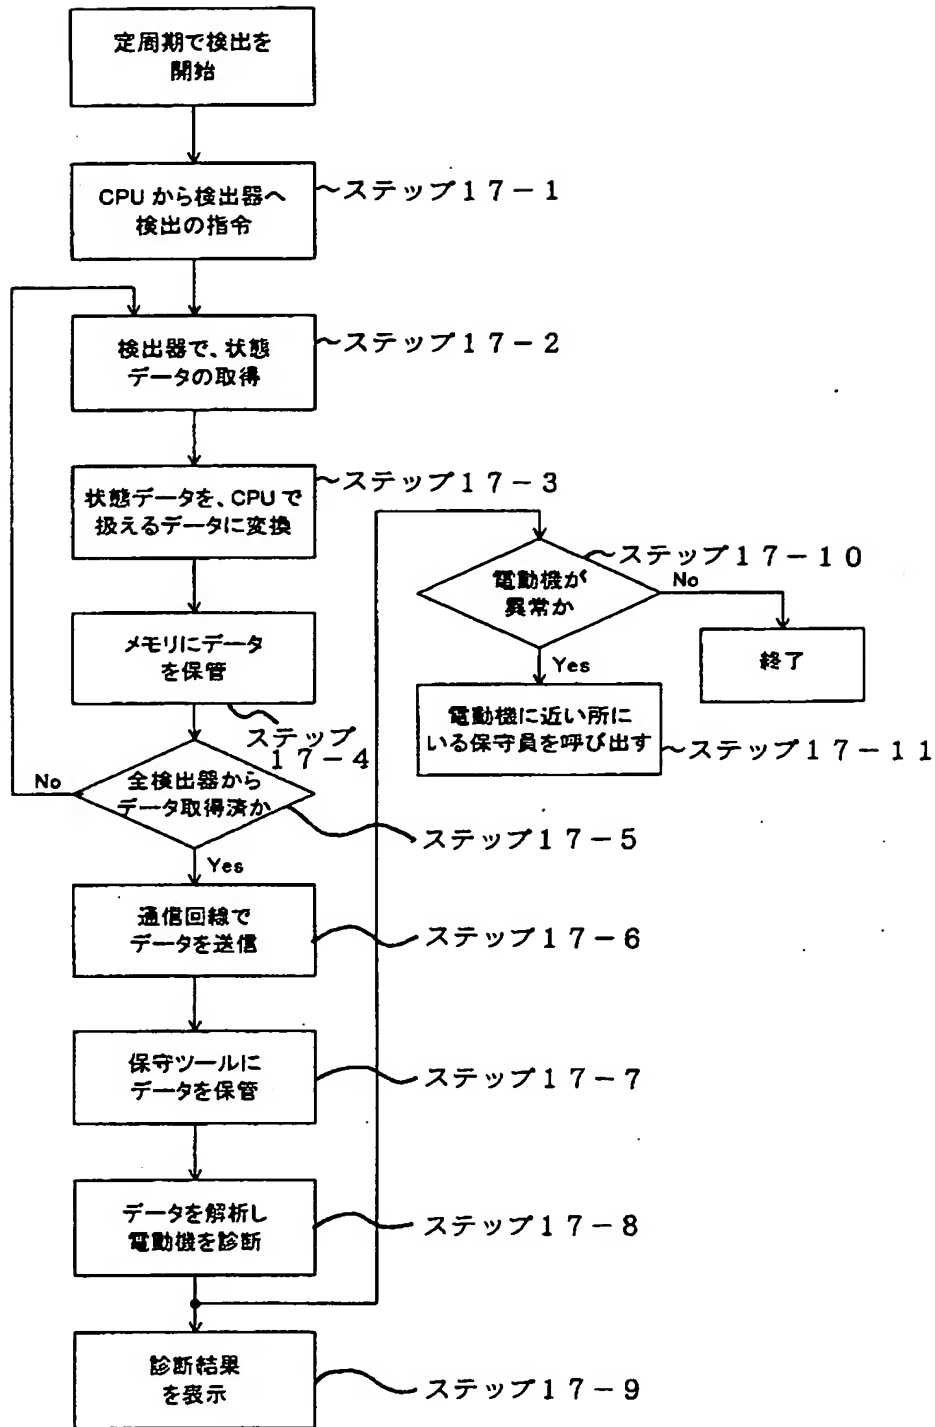 定周期で検出を
開始
CPU から検出器へ
検出の指令
〜ステップ17-1
検出器で、状態
データの取得
〜ステップ17-2
状態データを、CPU で
扱えるデータに変換
〜ステップ17-3
メモリにデータ
を保管
ステップ
17-4
全検出器から
データ取得済か
No
ステップ17-5
Yes
通信回線で
データを送信
ステップ17-6
保守ツールに
データを保管
ステップ17-7
データを解析し
電動機を診断
ステップ17-8
診断結果
を表示
ステップ17-9
電動機が
異常か
ステップ17-10
No
終了
Yes
電動機に近い所に
いる保守員を呼び出す
〜ステップ17-11